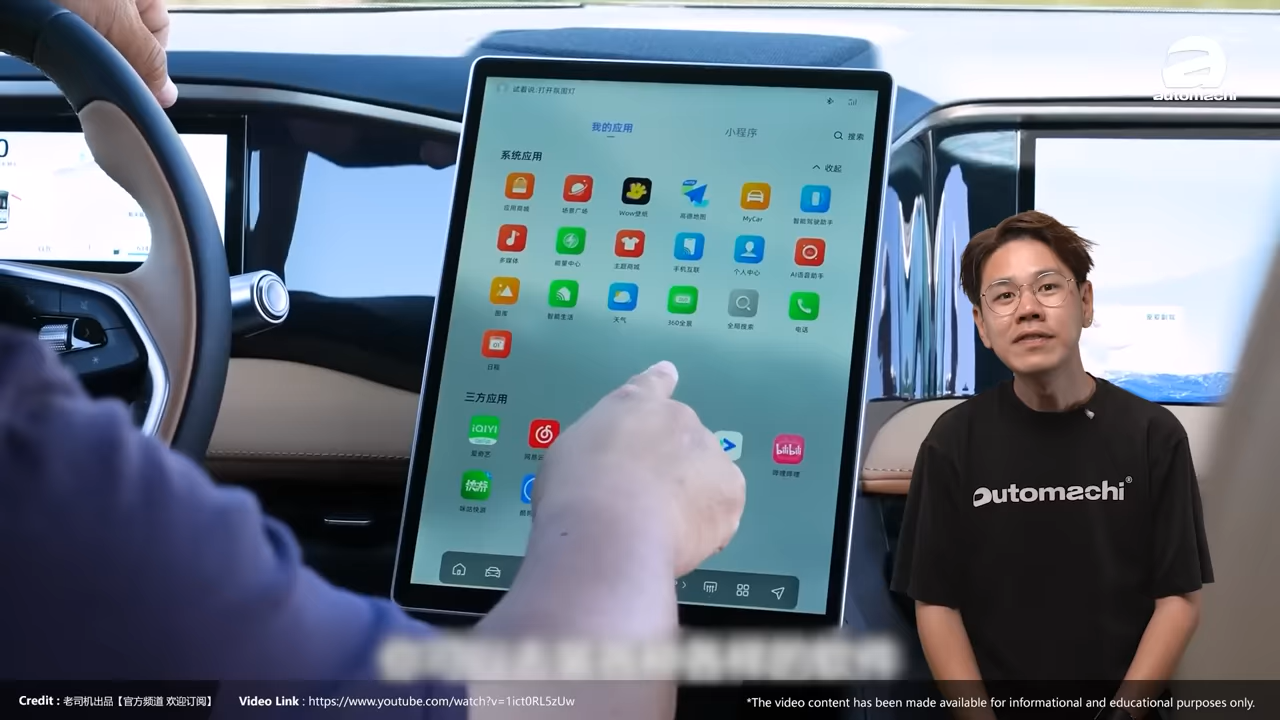 automachi
试着说:打开氛围灯
我的应用
小程序
搜索
系统应用
收起
应用商城
场景广场
Wow壁纸
高德地图
MyCar
智能驾驶助手
多媒体
能量中心
主题商城
手机互联
个人中心
AI语音助手
图库
智能生活
天气
360全景
全局搜索
电话
日程
三方应用
iQIYI
爱奇艺
网易云
bilibili
哔哩哔哩
automachi®
Credit : 老司机出品【官方频道 欢迎订阅】
Video Link : https://www.youtube.com/watch?v=1ict0RL5zUw
*The video content has been made available for informational and educational purposes only.